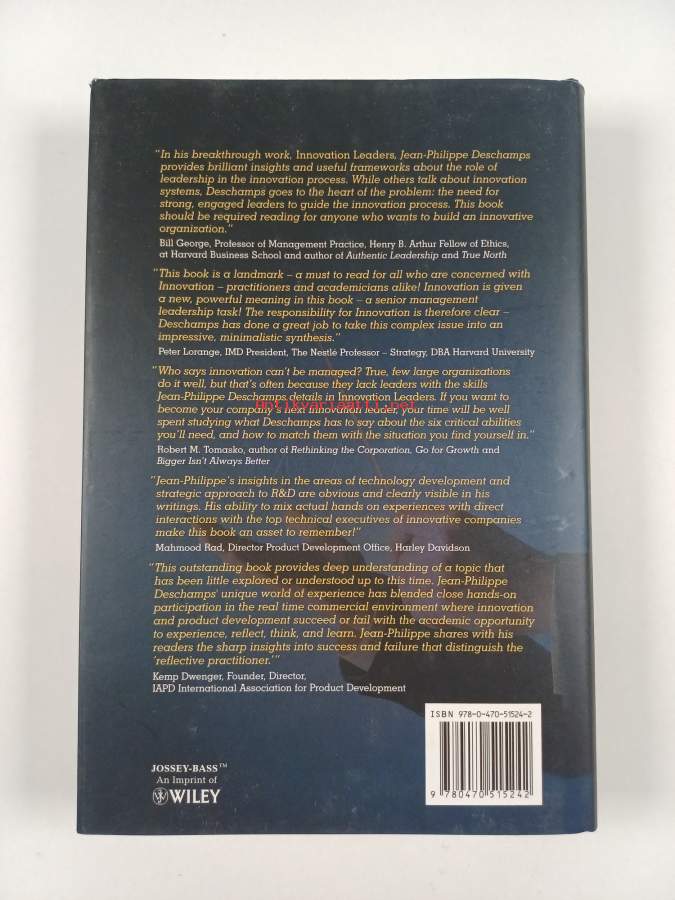 "In his breakthrough work, Innovation Leaders, Jean-Philippe Deschamps
provides brilliant insights and useful frameworks about the role of
leadership in the innovation process. While others talk about innovation
systems, Deschamps goes to the heart of the problem: the need for
strong, engaged leaders to guide the innovation process. This book
should be required reading for anyone who wants to build an innovative
organization."
Bill George, Professor of Management Practice, Henry B. Arthur Fellow of Ethics,
at Harvard Business School and author of Authentic Leadership and True North
"This book is a landmark – a must to read for all who are concerned with
Innovation – practitioners and academicians alike! Innovation is given
a new, powerful meaning in this book – a senior management
leadership task! The responsibility for Innovation is therefore clear –
Deschamps has done a great job to take this complex issue into an
impressive, minimalistic synthesis."
Peter Lorange, IMD President, The Nestlé Professor – Strategy, DBA Harvard University
"Who says innovation can't be managed? True, few large organizations
do it well, but that's often because they lack leaders with the skills
Jean-Philippe Deschamps details in Innovation Leaders. If you want to
antikvariaatti.net
become your company's next innovation leader, your time will be well
spent studying what Deschamps has to say about the six critical abilities
you'll need, and how to match them with the situation you find yourself in."
Robert M. Tomasko, author of Rethinking the Corporation, Go for Growth and
Bigger Isn't Always Better
"Jean-Philippe's insights in the areas of technology development and
strategic approach to R&D are obvious and clearly visible in his
writings. His ability to mix actual hands on experiences with direct
interactions with the top technical executives of innovative companies
make this book an asset to remember!"
Mahmood Rad, Director Product Development Office, Harley Davidson
"This outstanding book provides deep understanding of a topic that
has been little explored or understood up to this time. Jean-Philippe
Deschamps' unique world of experience has blended close hands-on
participation in the real time commercial environment where innovation
and product development succeed or fail with the academic opportunity
to experience, reflect, think, and learn. Jean-Philippe shares with his
readers the sharp insights into success and failure that distinguish the
'reflective practitioner.'"
Kemp Dwenger, Founder, Director,
IAPD International Association for Product Development
ISBN 978-0-470-51524-2
9 780470 515242
JOSSEY-BASS™
An Imprint of
WILEY